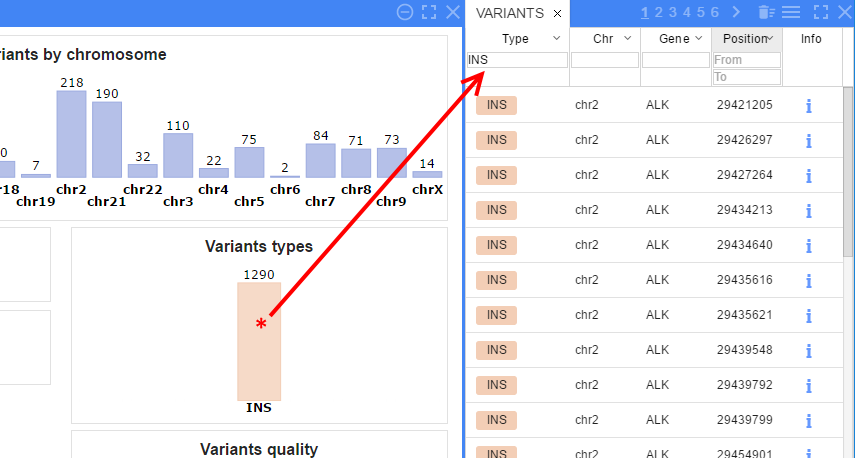 VARIANTS × 1 2 3 4 5 6
Type Chr Gene Position Info
INS From
To
riants by chromosome
0 7 218 190 32 110 22 75 2 84 71 73 14
r18 chr2 chr22 chr4 chr6 chr8 chrX
chr19 chr21 chr3 chr5 chr7 chr9
Variants types
1290
*
INS
Variants quality
INS chr2 ALK 29421205 i
INS chr2 ALK 29426297 i
INS chr2 ALK 29427264 i
INS chr2 ALK 29434213 i
INS chr2 ALK 29434640 i
INS chr2 ALK 29435616 i
INS chr2 ALK 29435621 i
INS chr2 ALK 29439548 i
INS chr2 ALK 29439792 i
INS chr2 ALK 29439799 i
INS chr2 ALK 29454901 i